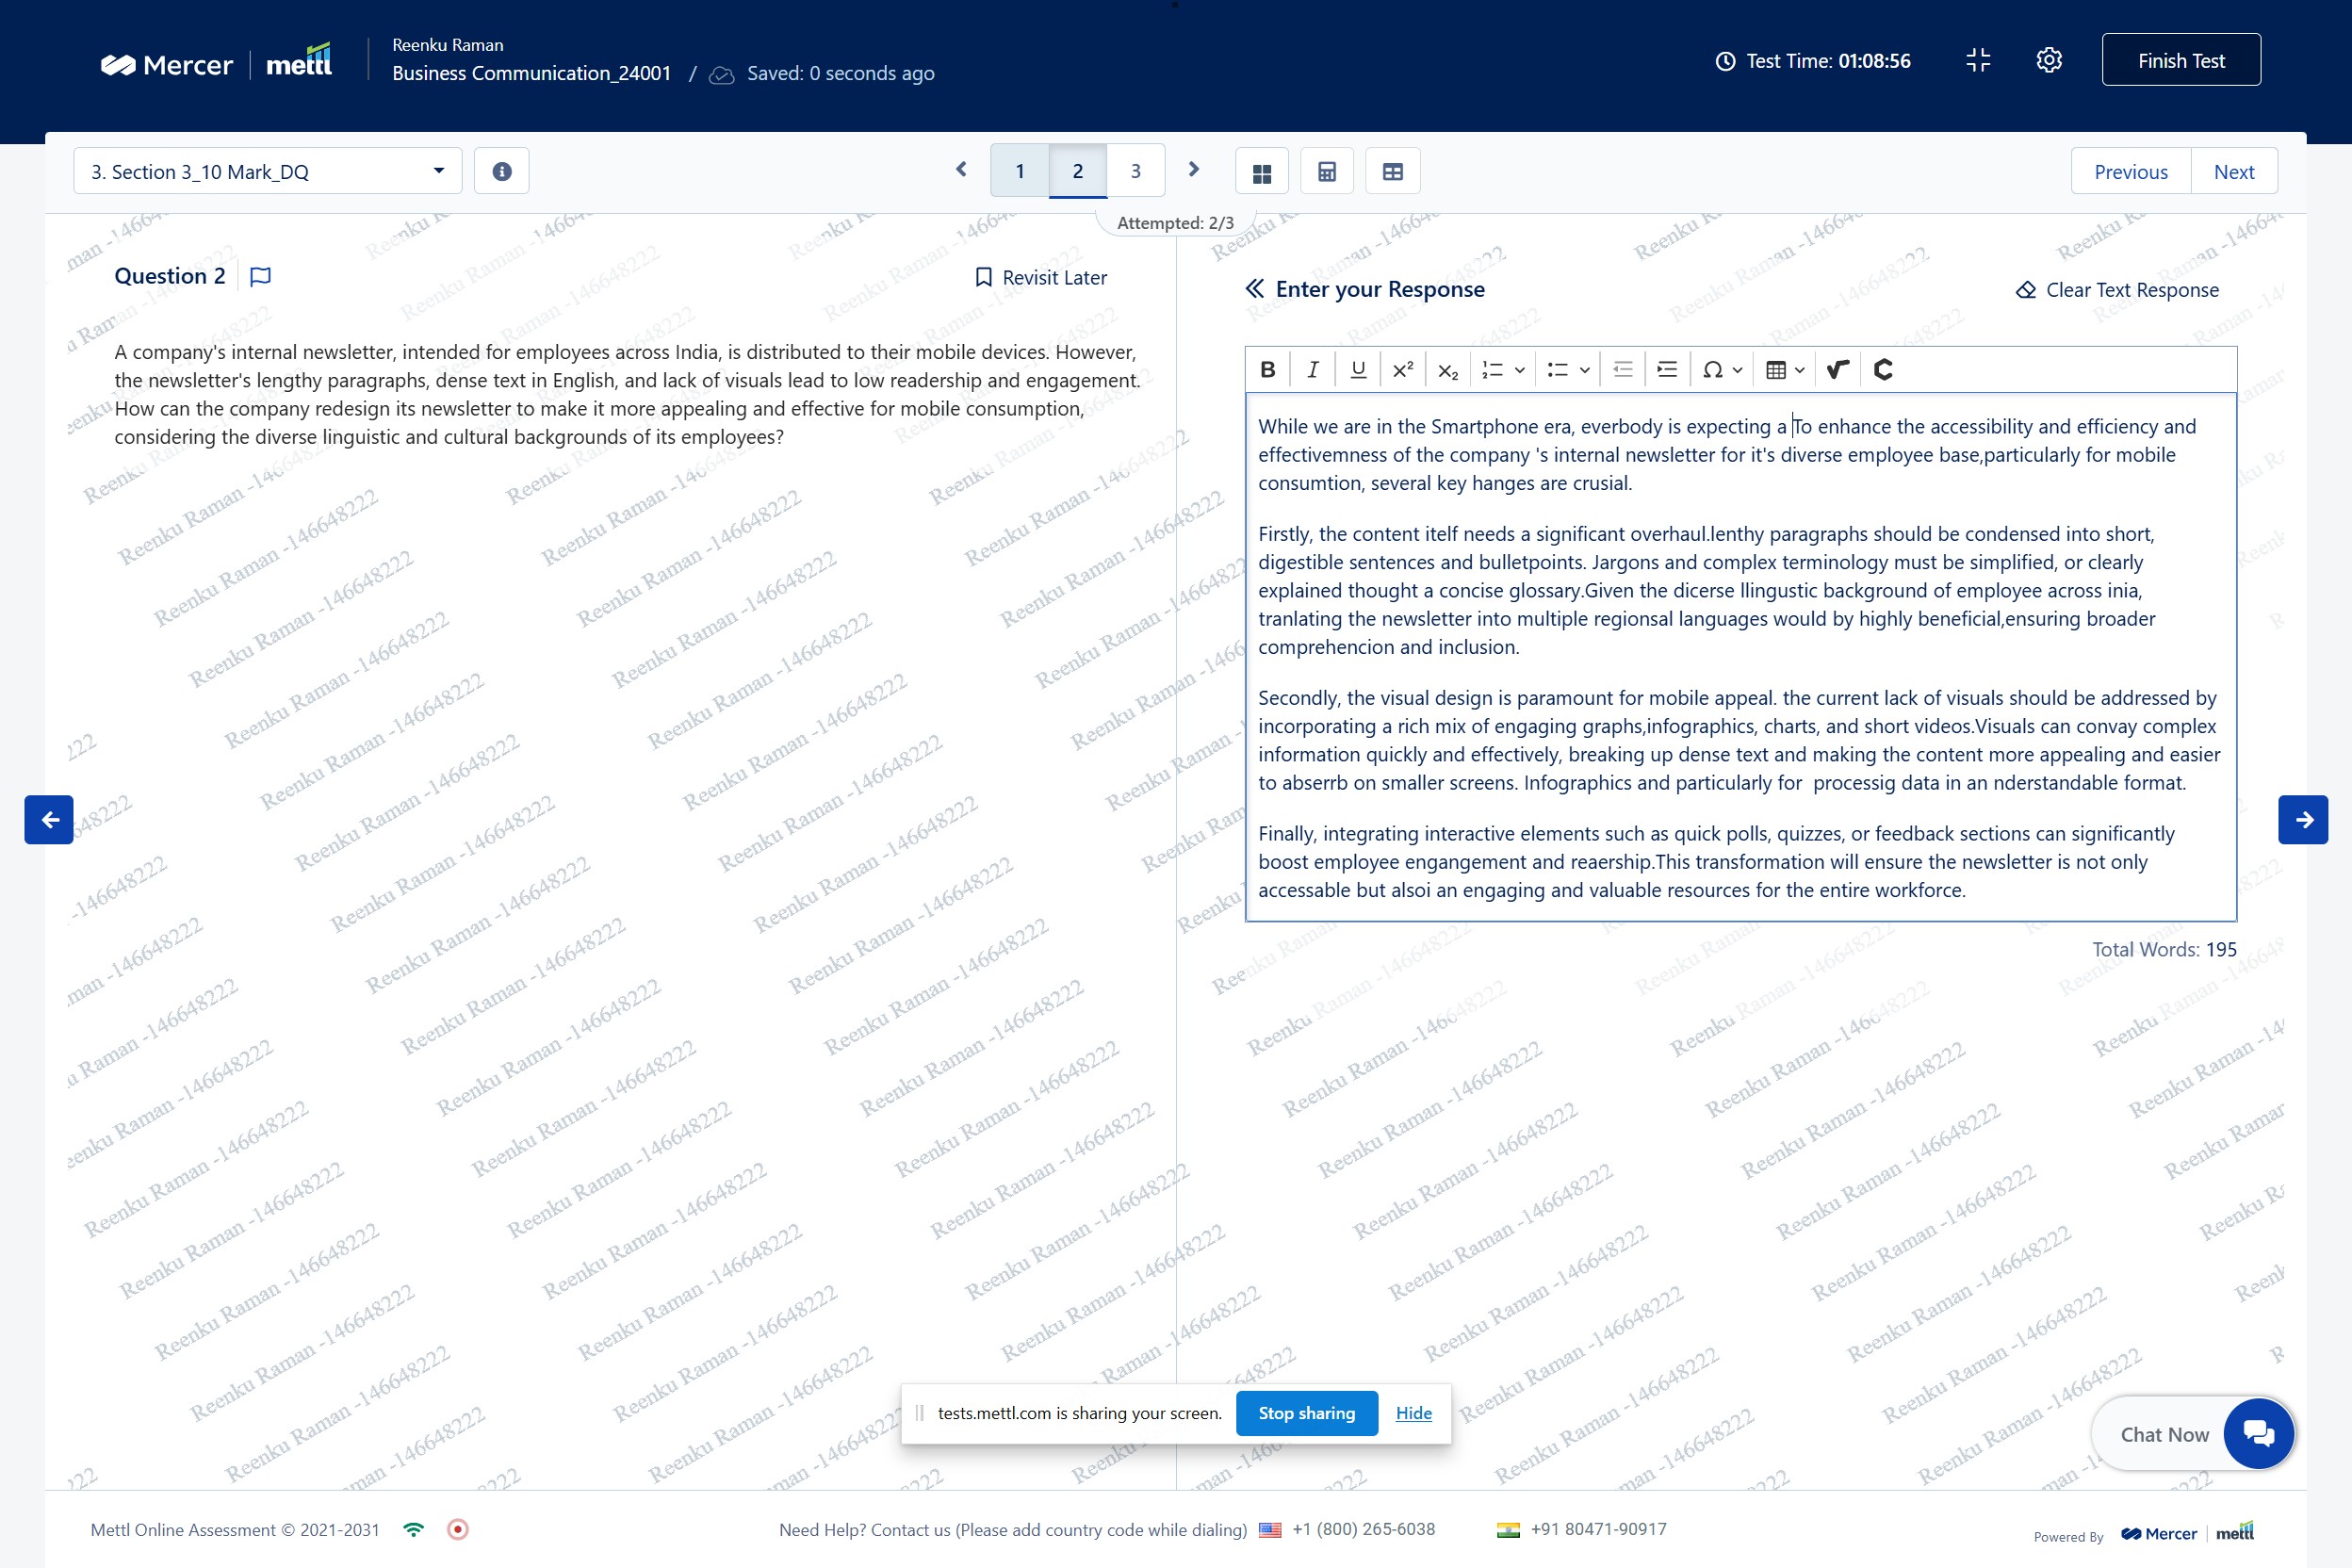 Mercer | mettl
Reenku Raman
Business Communication_24001 / Saved: 0 seconds ago
Test Time: 01:08:56
Finish Test
3. Section 3_10 Mark_DQ
1 2 3
Previous Next
Attempted: 2/3
Question 2
Revisit Later
A company's internal newsletter, intended for employees across India, is distributed to their mobile devices. However,
the newsletter's lengthy paragraphs, dense text in English, and lack of visuals lead to low readership and engagement.
How can the company redesign its newsletter to make it more appealing and effective for mobile consumption,
considering the diverse linguistic and cultural backgrounds of its employees?
Enter your Response
Clear Text Response
While we are in the Smartphone era, everbody is expecting a To enhance the accessibility and efficiency and
effectivemness of the company 's internal newsletter for it's diverse employee base,particularly for mobile
consumtion, several key hanges are crusial.
Firstly, the content itelf needs a significant overhaul.lenthy paragraphs should be condensed into short,
digestible sentences and bulletpoints. Jargons and complex terminology must be simplified, or clearly
explained thought a concise glossary.Given the dicerse llingustic background of employee across inia,
tranlating the newsletter into multiple regionsal languages would by highly beneficial,ensuring broader
comprehencion and inclusion.
Secondly, the visual design is paramount for mobile appeal. the current lack of visuals should be addressed by
incorporating a rich mix of engaging graphs,infographics, charts, and short videos.Visuals can convay complex
information quickly and effectively, breaking up dense text and making the content more appealing and easier
to abserrb on smaller screens. Infographics and particularly for  processig data in an nderstandable format.
Finally, integrating interactive elements such as quick polls, quizzes, or feedback sections can significantly
boost employee engangement and reaership.This transformation will ensure the newsletter is not only
accessable but alsoi an engaging and valuable resources for the entire workforce.
Total Words: 195
Reenku Raman -146648222
tests.mettl.com is sharing your screen. Stop sharing Hide
Chat Now
Mettl Online Assessment © 2021-2031
Need Help? Contact us (Please add country code while dialing) +1 (800) 265-6038 +91 80471-90917
Powered By Mercer | mettl